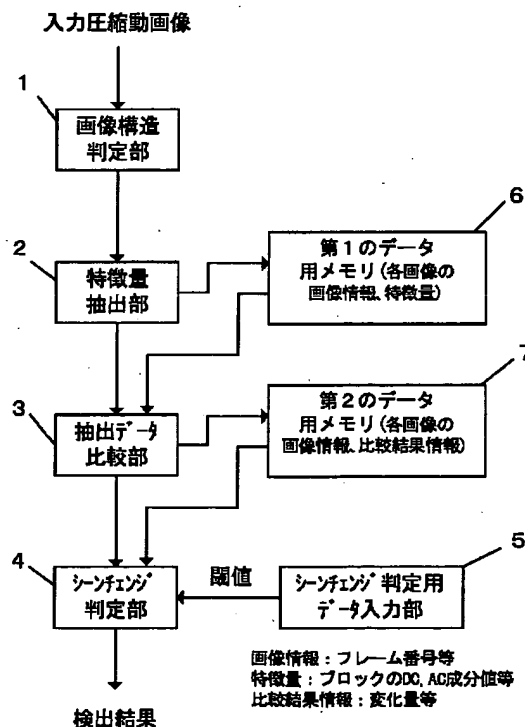 入力圧縮動画像
1
画像構造
判定部
6
2
特徴量
抽出部
第1のデータ
用メモリ(各画像の
画像情報、特徴量)
7
3
抽出ﾃﾞｰﾀ
比較部
第2のデータ
用メモリ(各画像の
画像情報、比較結果情報)
4
ｼｰﾝﾁｪﾝｼﾞ
判定部
閾値
5
ｼｰﾝﾁｪﾝｼﾞ判定用
ﾃﾞｰﾀ入力部
画像情報：フレーム番号等
特徴量：ブロックのDC, AC成分値等
比較結果情報：変化量等
検出結果